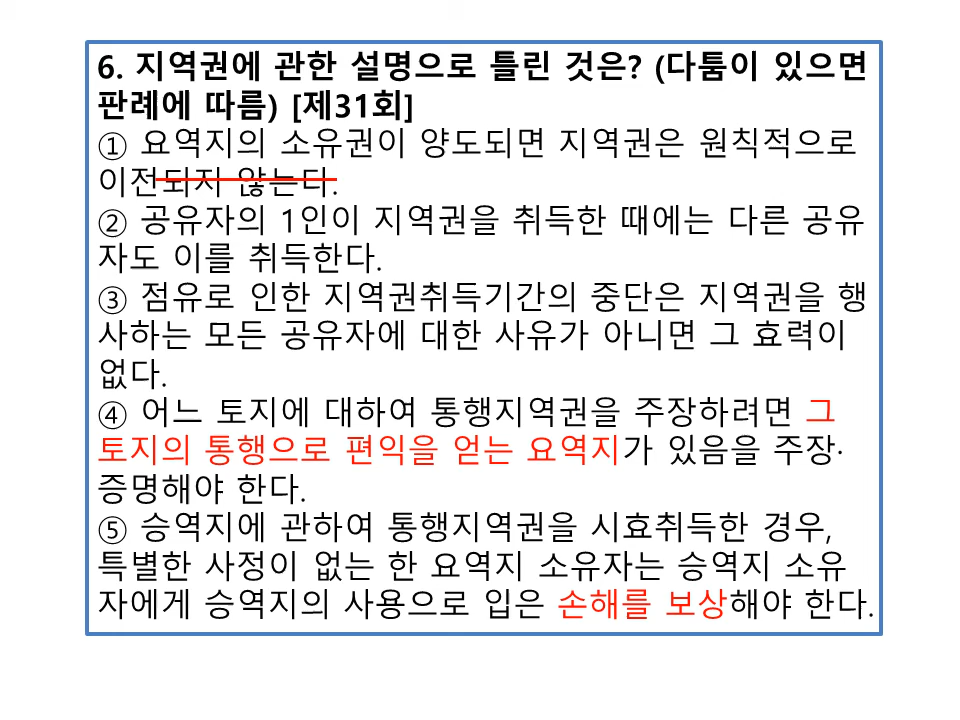 6. 지역권에 관한 설명으로 틀린 것은? (다툼이 있으면
판례에 따름) [제31회]
① 요역지의 소유권이 양도되면 지역권은 원칙적으로
이전되지 않는다.
② 공유자의 1인이 지역권을 취득한 때에는 다른 공유
자도 이를 취득한다.
③ 점유로 인한 지역권취득기간의 중단은 지역권을 행
사하는 모든 공유자에 대한 사유가 아니면 그 효력이
없다.
④ 어느 토지에 대하여 통행지역권을 주장하려면 그
토지의 통행으로 편익을 얻는 요역지가 있음을 주장·
증명해야 한다.
⑤ 승역지에 관하여 통행지역권을 시효취득한 경우,
특별한 사정이 없는 한 요역지 소유자는 승역지 소유
자에게 승역지의 사용으로 입은 손해를 보상해야 한다.